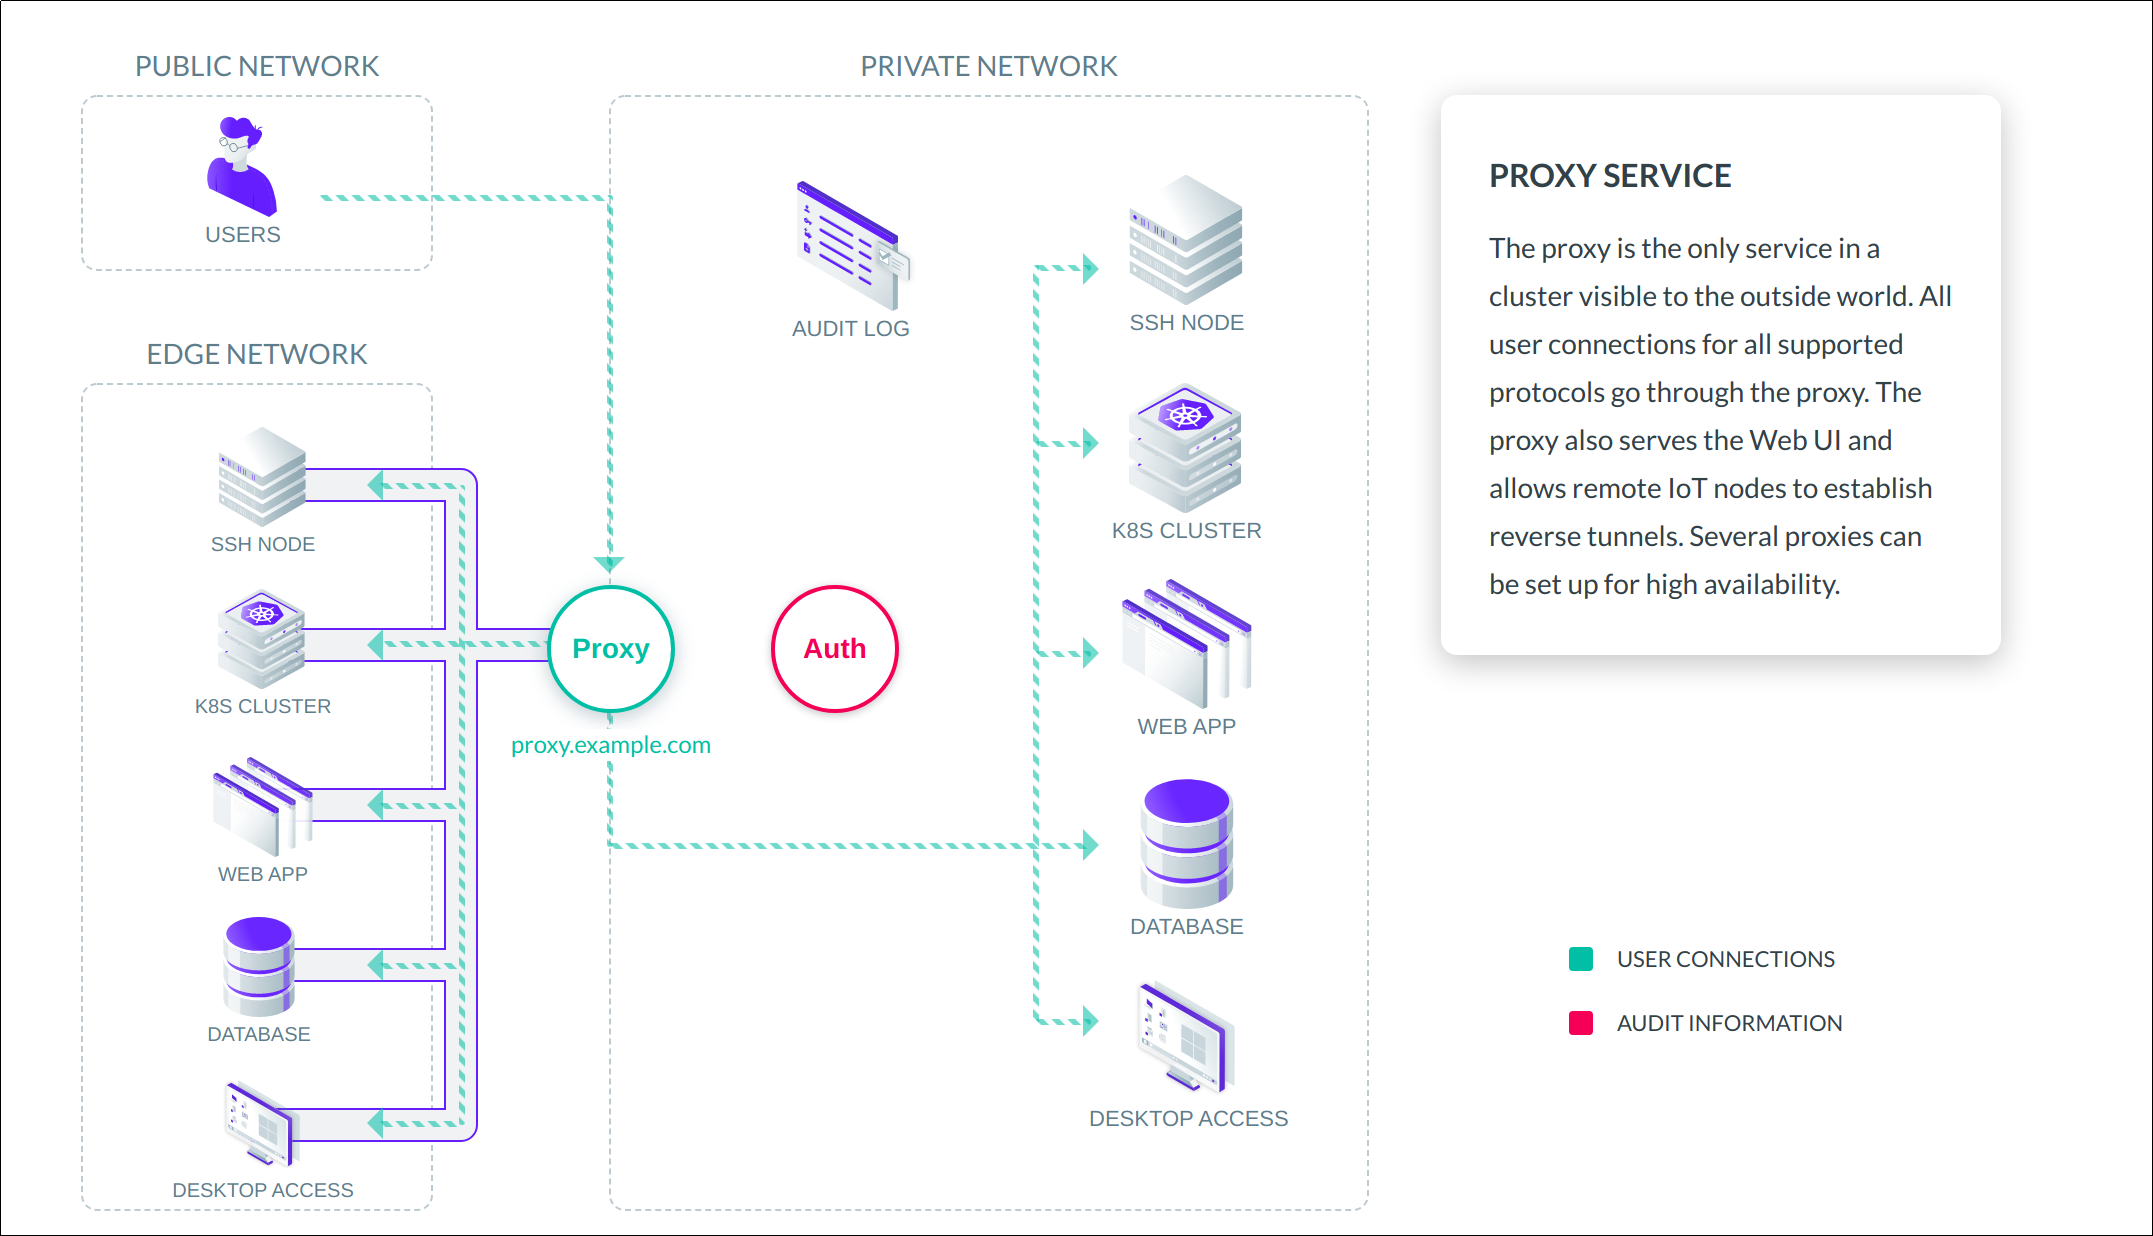 PUBLIC NETWORK
USERS
EDGE NETWORK
SSH NODE
K8S CLUSTER
WEB APP
DATABASE
DESKTOP ACCESS
Proxy
proxy.example.com
PRIVATE NETWORK
AUDIT LOG
Auth
SSH NODE
K8S CLUSTER
WEB APP
DATABASE
DESKTOP ACCESS
PROXY SERVICE
The proxy is the only service in a
cluster visible to the outside world. All
user connections for all supported
protocols go through the proxy. The
proxy also serves the Web UI and
allows remote IoT nodes to establish
reverse tunnels. Several proxies can
be set up for high availability.
USER CONNECTIONS
AUDIT INFORMATION